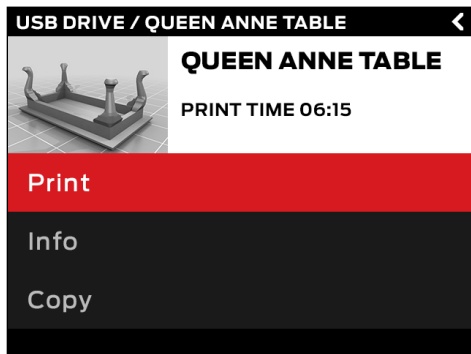 USB DRIVE / QUEEN ANNE TABLE
QUEEN ANNE TABLE
PRINT TIME 06:15
Print
Info
Copy